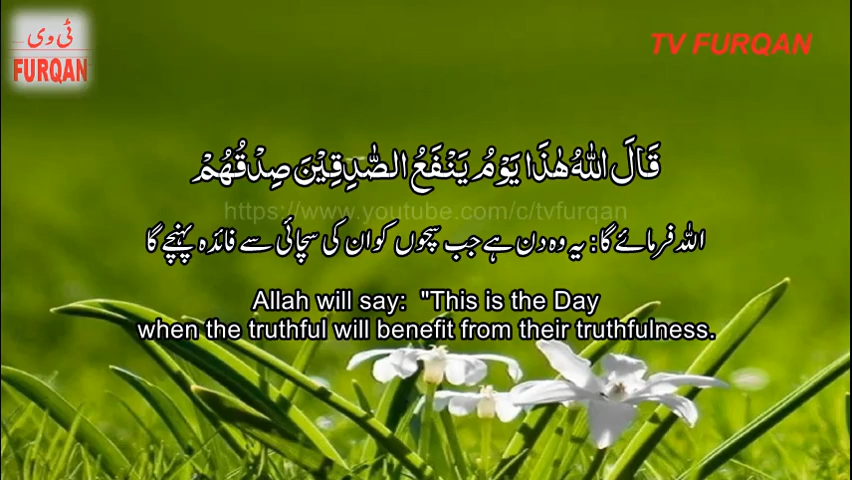 ٹی وی
FURQAN
TV FURQAN
قَالَ اللّٰهُ هٰذَا يَوْمُ يَنْفَعُ الصّٰدِقِيْنَ صِدْقُهُمْ
https://www.youtube.com/c/tvfurqan
اللہ فرمائے گا: یہ وہ دن ہے جب سچوں کو ان کی سچائی سے فائدہ پہنچے گا
Allah will say:  "This is the Day
when the truthful will benefit from their truthfulness.